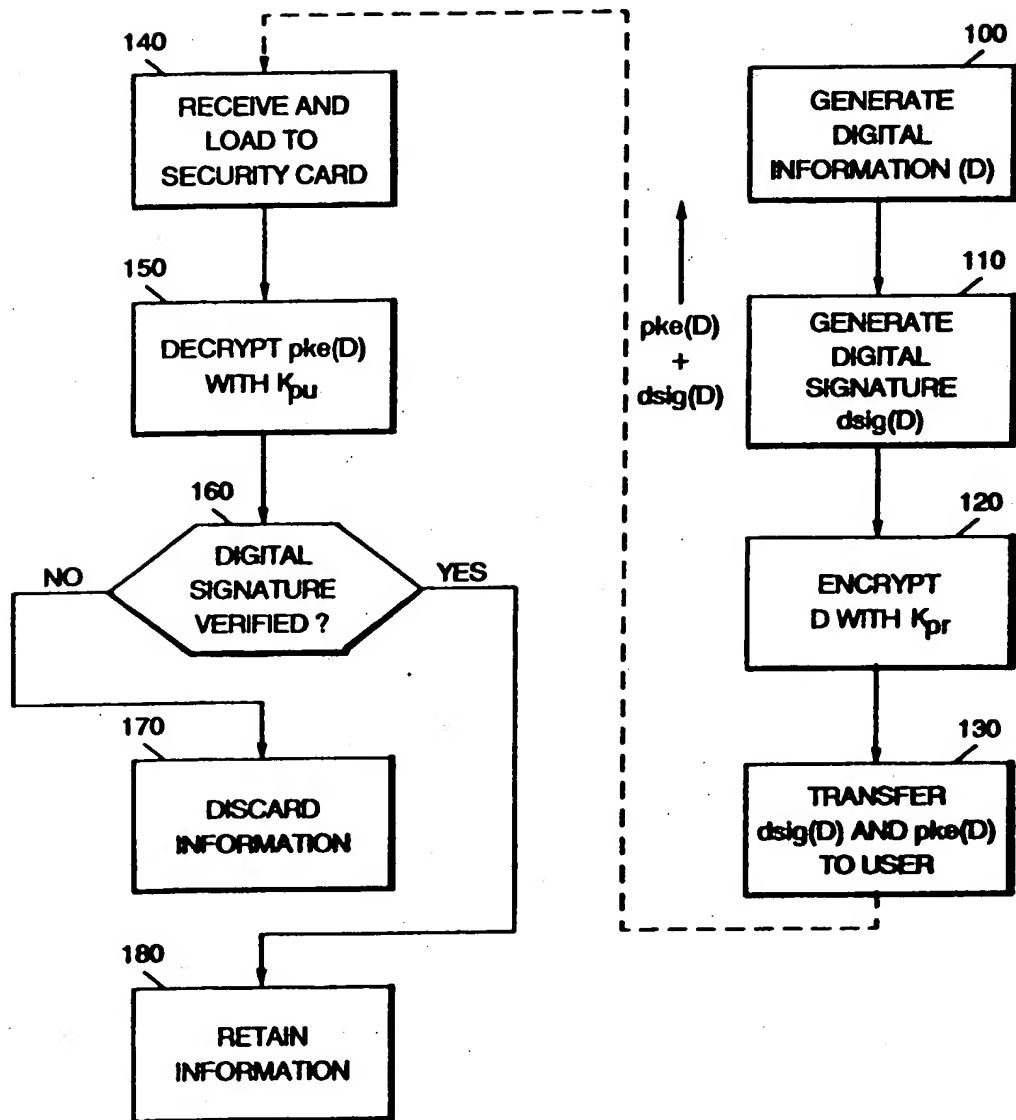 140
RECEIVE AND
LOAD TO
SECURITY CARD
150
DECRYPT pke(D)
WITH Kpu
160
DIGITAL
SIGNATURE
VERIFIED ?
NO
YES
170
DISCARD
INFORMATION
180
RETAIN
INFORMATION
pke(D)
+
dsig(D)
100
GENERATE
DIGITAL
INFORMATION (D)
110
GENERATE
DIGITAL
SIGNATURE
dsig(D)
120
ENCRYPT
D WITH Kpr
130
TRANSFER
dsig(D) AND pke(D)
TO USER